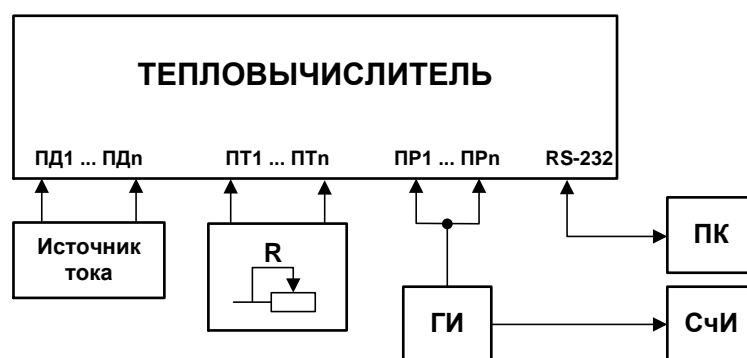 ТЕПЛОВЫЧИСЛИТЕЛЬ
ПД1 ... ПДn ПТ1 ... ПТn ПР1 ... ПРn RS-232
Источник
тока
R
ПК
ГИ
СчИ